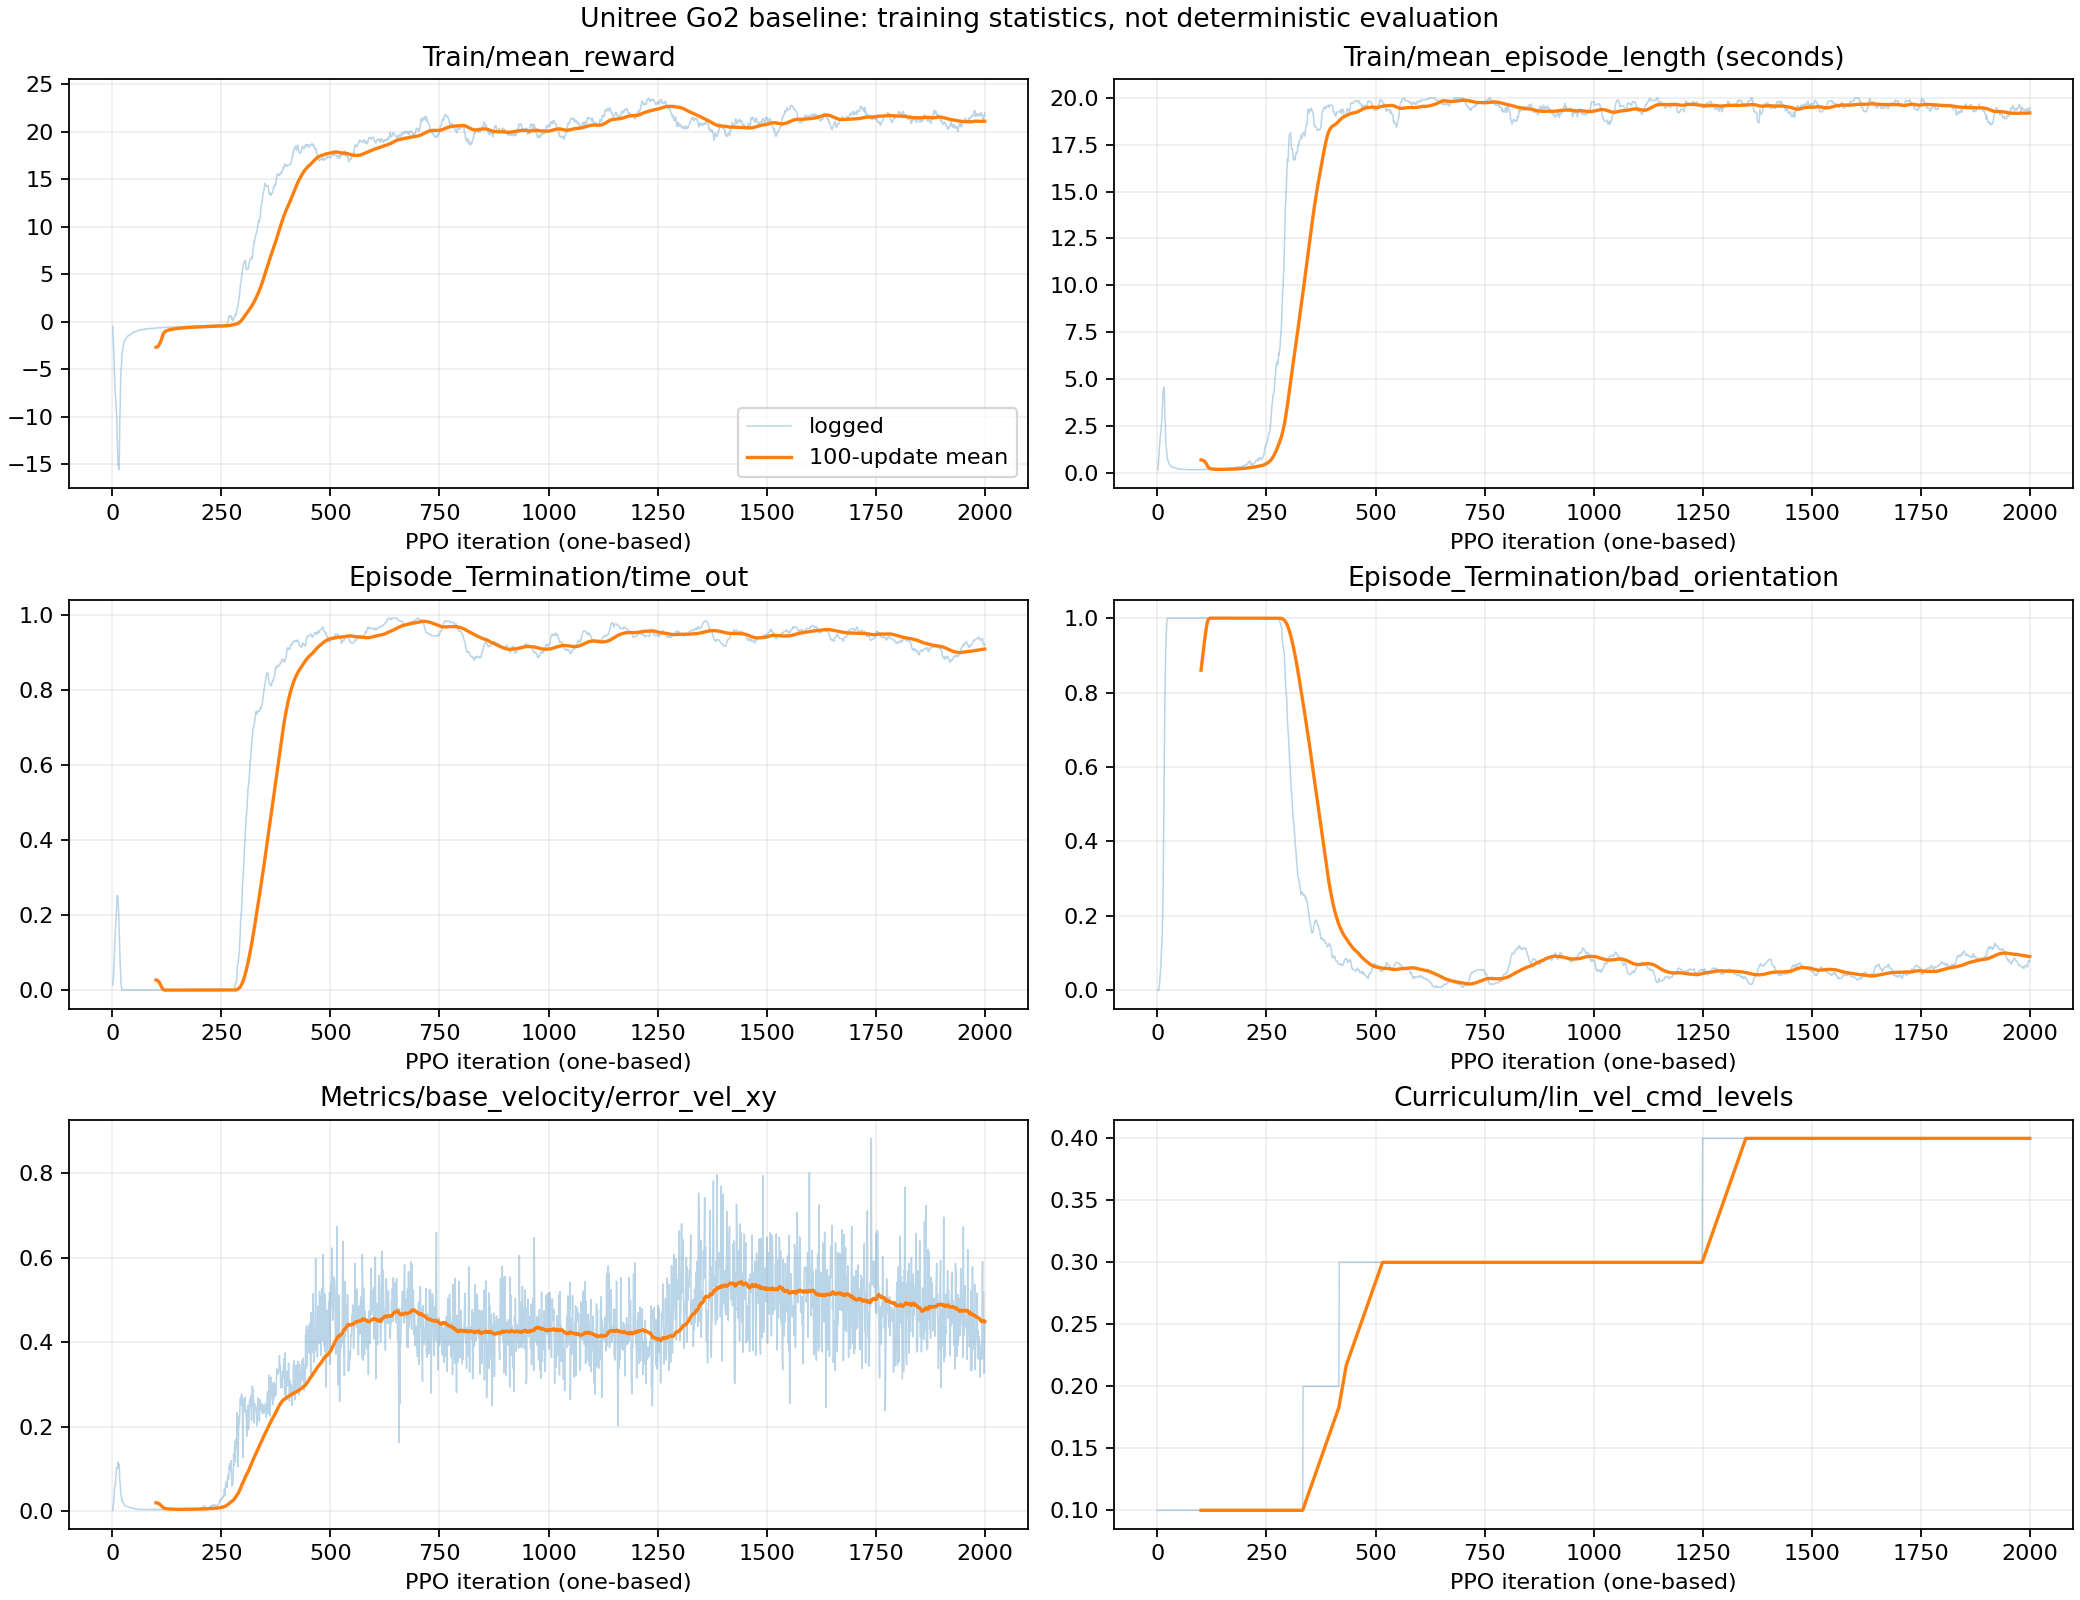 Unitree Go2 baseline: training statistics, not deterministic evaluation
Train/mean_reward
25
20
15
10
5
0
−5
−10
−15
logged
100-update mean
0 250 500 750 1000 1250 1500 1750 2000
PPO iteration (one-based)
Train/mean_episode_length (seconds)
20.0
17.5
15.0
12.5
10.0
7.5
5.0
2.5
0.0
0 250 500 750 1000 1250 1500 1750 2000
PPO iteration (one-based)
Episode_Termination/time_out
1.0
0.8
0.6
0.4
0.2
0.0
0 250 500 750 1000 1250 1500 1750 2000
PPO iteration (one-based)
Episode_Termination/bad_orientation
1.0
0.8
0.6
0.4
0.2
0.0
0 250 500 750 1000 1250 1500 1750 2000
PPO iteration (one-based)
Metrics/base_velocity/error_vel_xy
0.8
0.6
0.4
0.2
0.0
0 250 500 750 1000 1250 1500 1750 2000
PPO iteration (one-based)
Curriculum/lin_vel_cmd_levels
0.40
0.35
0.30
0.25
0.20
0.15
0.10
0 250 500 750 1000 1250 1500 1750 2000
PPO iteration (one-based)